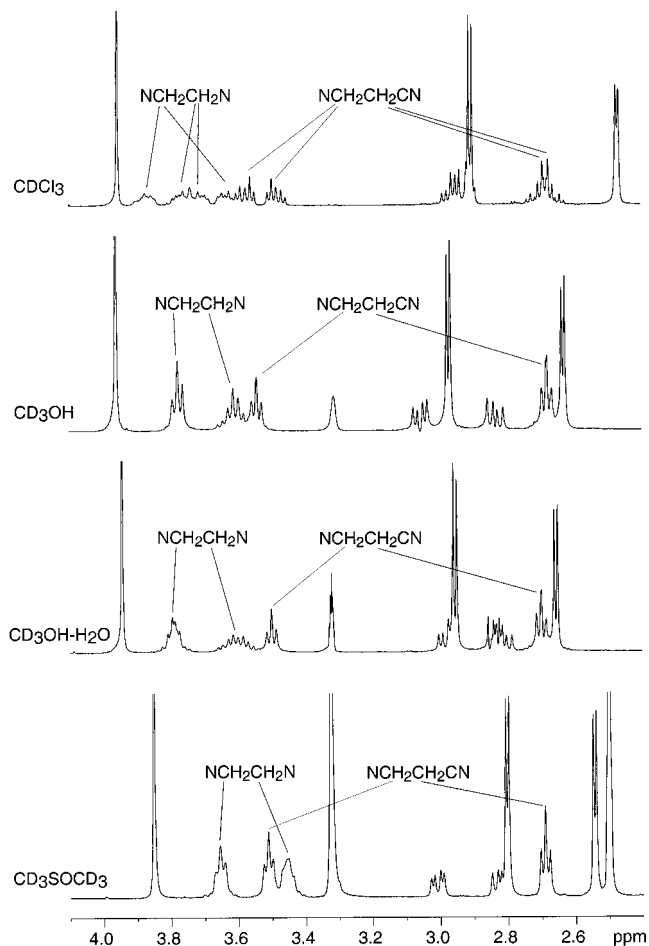 NCH2CH2N NCH2CH2CN
CDCl3
NCH2CH2N NCH2CH2CN
CD3OH
NCH2CH2N NCH2CH2CN
CD3OH-H2O
NCH2CH2N NCH2CH2CN
CD3SOCD3
4.0 3.8 3.6 3.4 3.2 3.0 2.8 2.6 ppm